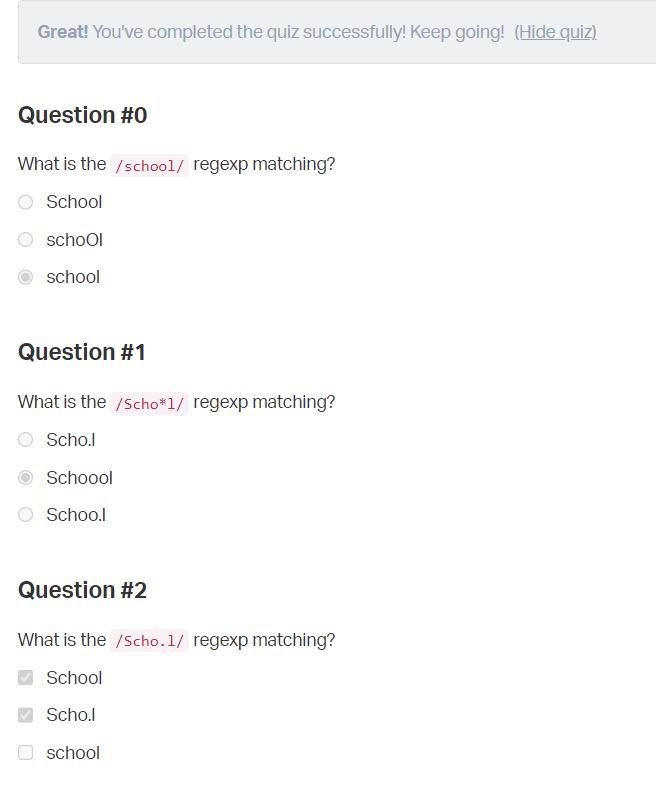 Great! You've completed the quiz successfully! Keep going! (Hide quiz)
Question #0
What is the /school/ regexp matching?
School
schoOl
school
Question #1
What is the /Scho*l/ regexp matching?
Scho.l
Schoool
Schoo.l
Question #2
What is the /Scho.l/ regexp matching?
School
Scho.l
school